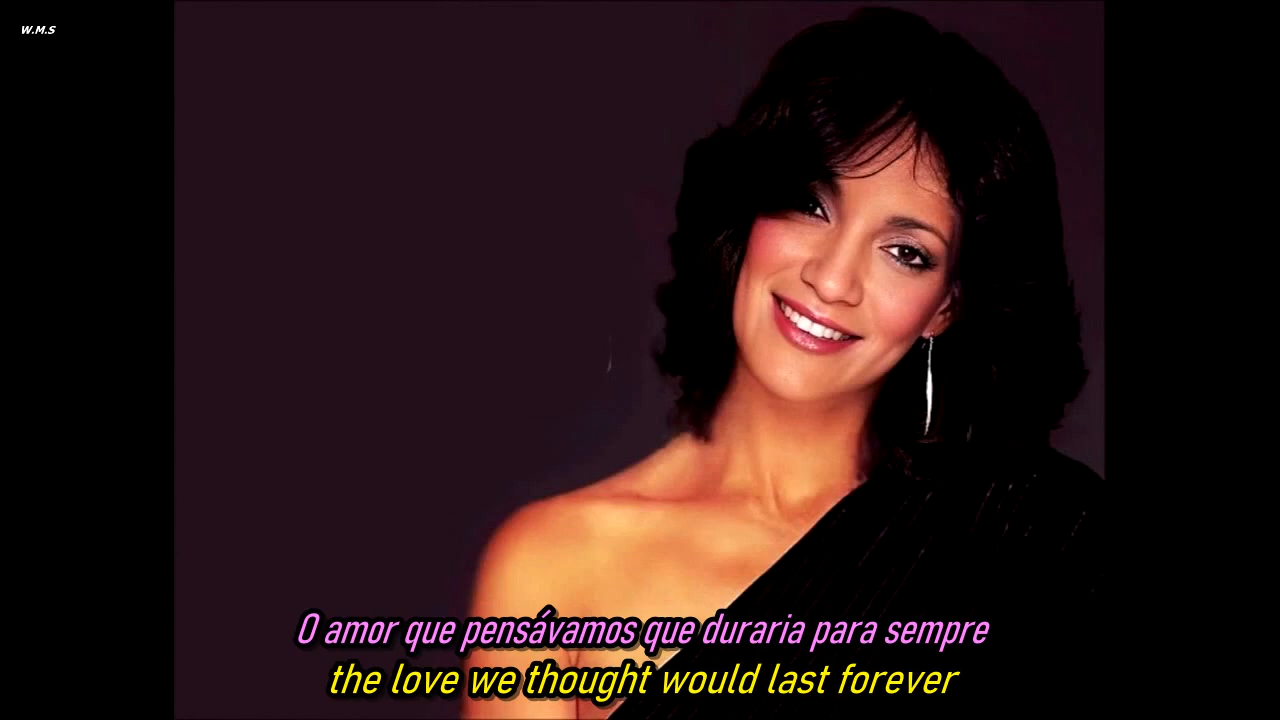 W.M.S
O amor que pensávamos que duraria para sempre
the love we thought would last forever